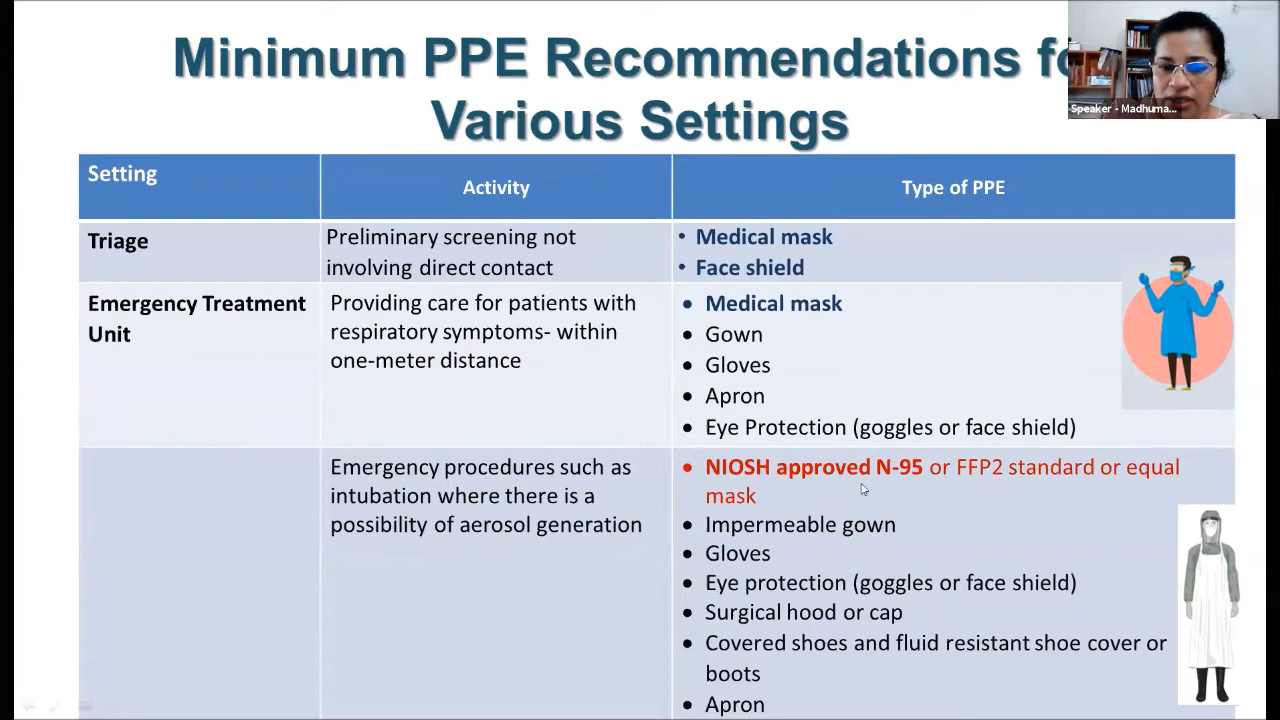 Minimum PPE Recommendations fo
Various Settings
Speaker - Madhuma...
Setting
Activity
Type of PPE
Triage
Preliminary screening not
involving direct contact
• Medical mask
• Face shield
Emergency Treatment
Unit
Providing care for patients with
respiratory symptoms- within
one-meter distance
• Medical mask
• Gown
• Gloves
• Apron
• Eye Protection (goggles or face shield)
Emergency procedures such as
intubation where there is a
possibility of aerosol generation
• NIOSH approved N-95 or FFP2 standard or equal
mask
• Impermeable gown
• Gloves
• Eye protection (goggles or face shield)
• Surgical hood or cap
• Covered shoes and fluid resistant shoe cover or
boots
• Apron